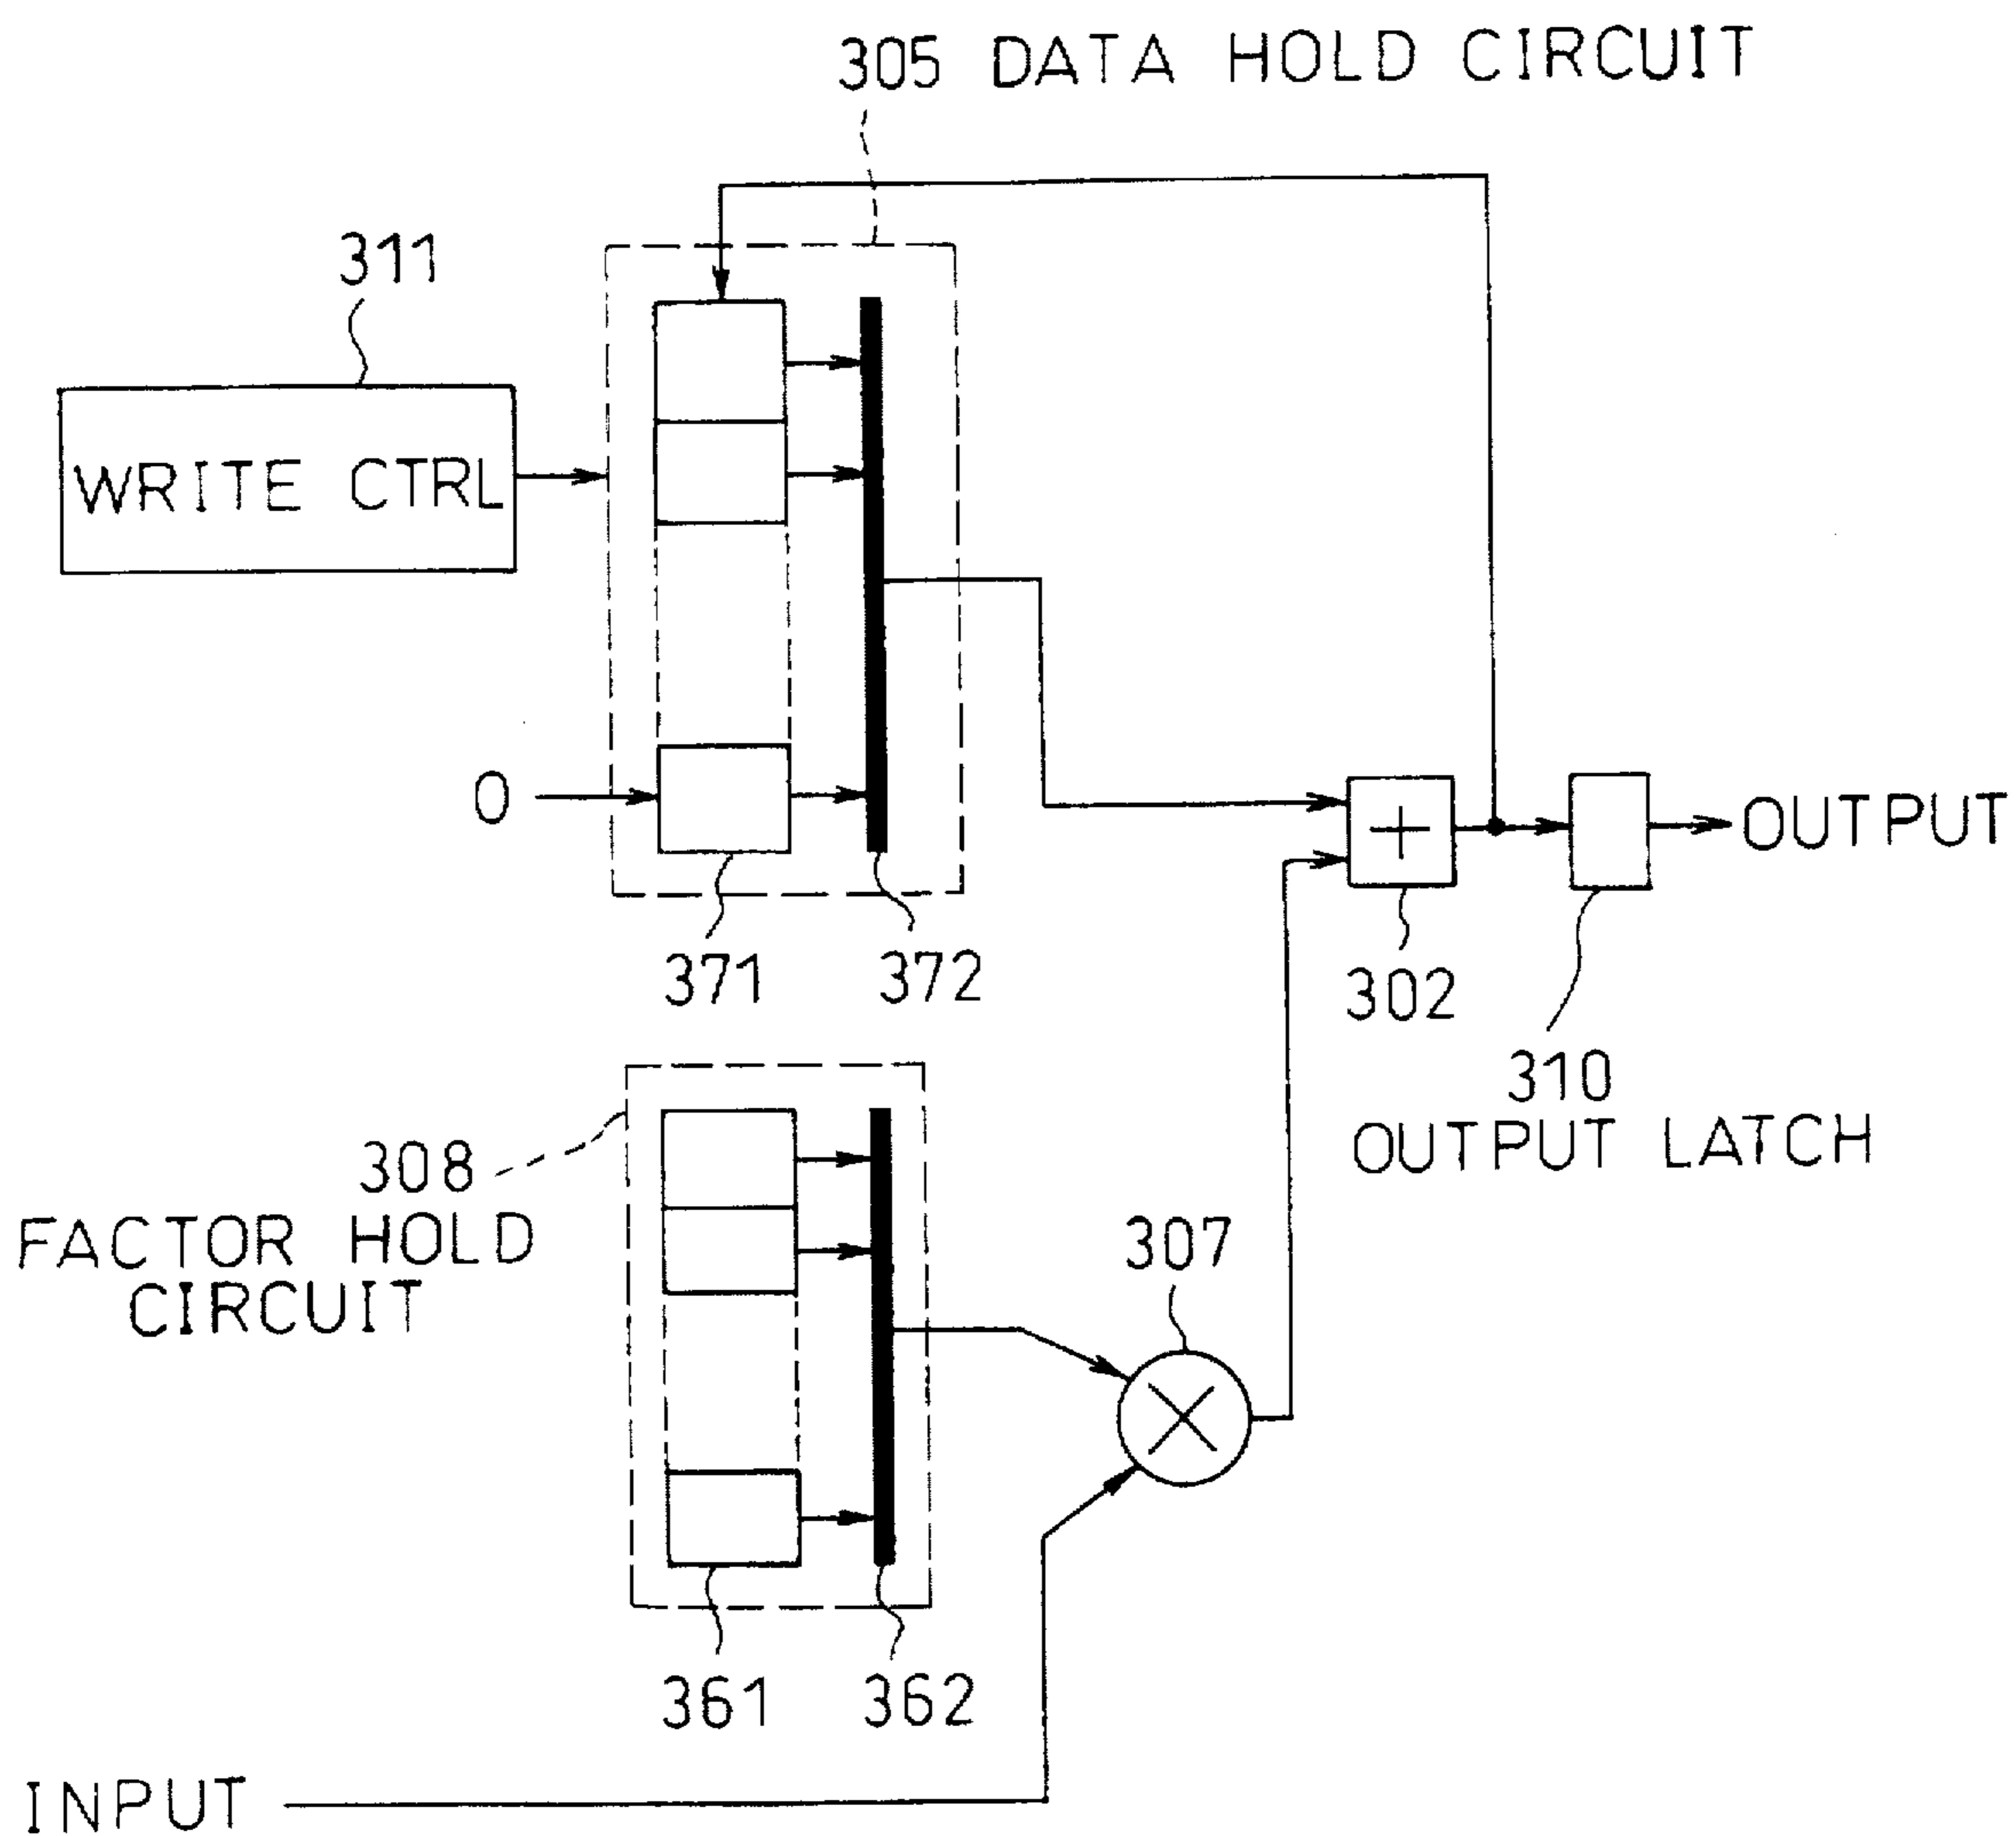 305 DATA HOLD CIRCUIT
311
WRITE CTRL
0
+
OUTPUT
371
372
302
310
OUTPUT LATCH
308
FACTOR HOLD
CIRCUIT
307
×
361
362
INPUT